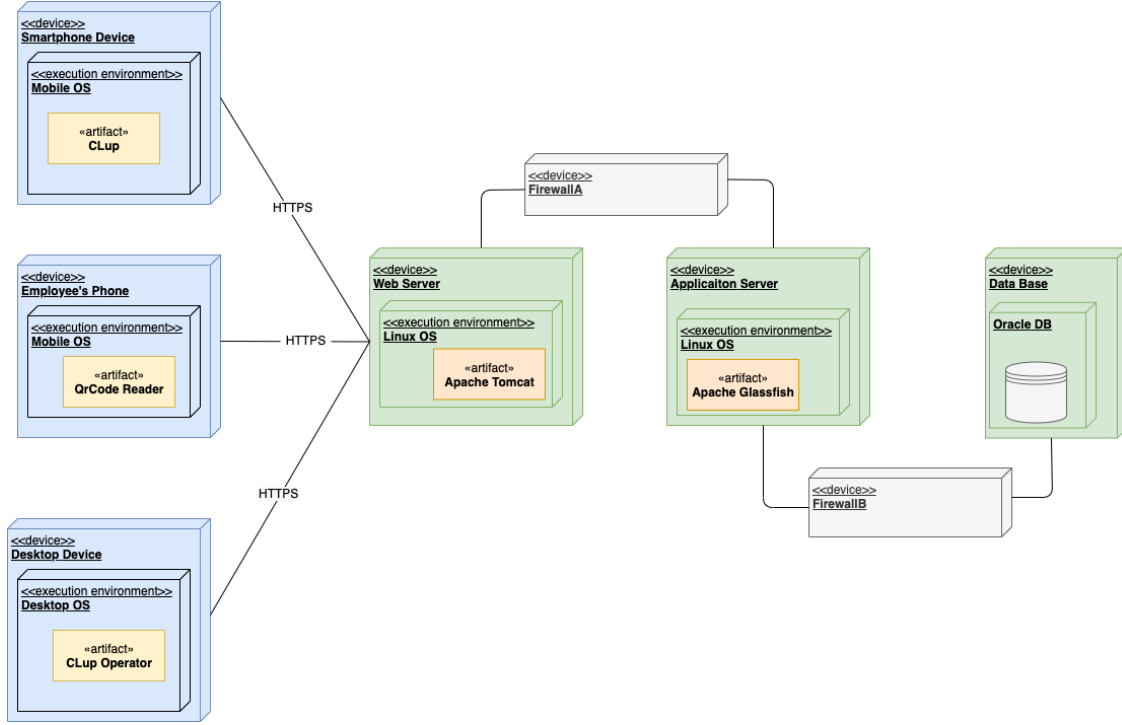 <<device>>
Smartphone Device
<<execution environment>>
Mobile OS
«artifact»
CLup
HTTPS
<<device>>
Employee's Phone
<<execution environment>>
Mobile OS
«artifact»
QrCode Reader
HTTPS
<<device>>
Desktop Device
<<execution environment>>
Desktop OS
«artifact»
CLup Operator
HTTPS
<<device>>
Web Server
<<execution environment>>
Linux OS
«artifact»
Apache Tomcat
<<device>>
FirewallA
<<device>>
Applicaiton Server
<<execution environment>>
Linux OS
«artifact»
Apache Glassfish
<<device>>
FirewallB
<<device>>
Data Base
Oracle DB